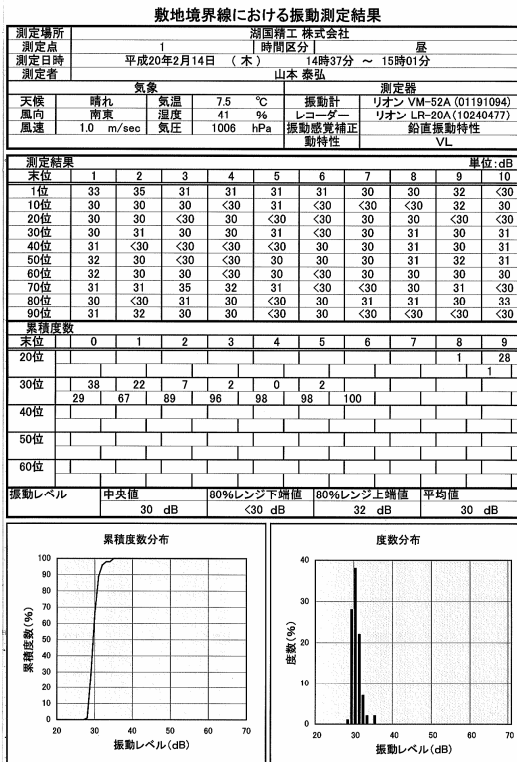 敷地境界線における振動測定結果
測定場所 湖国精工 株式会社
測定点 1 時間区分 昼
測定日時 平成20年2月14日 （木） 14時37分 ～ 15時01分
測定者 山本 泰弘
気象 測定器
天候 晴れ 気温 7.5 ℃ 振動計 リオン VM-52A (01191094)
風向 南東 湿度 41 % レコーダー リオン LR-20A (10240477)
風速 1.0 m/sec 気圧 1006 hPa 振動感覚補正 鉛直振動特性
動特性 VL
測定結果 単位:dB
末位 1 2 3 4 5 6 7 8 9 10
1位 33 35 31 31 31 31 30 30 32 <30
10位 30 30 30 <30 31 <30 <30 <30 32 30
20位 30 30 <30 <30 <30 30 30 30 <30 <30
30位 30 31 30 30 31 <30 30 31 30 31
40位 31 <30 <30 <30 <30 30 30 31 30 31
50位 32 30 <30 <30 30 30 30 30 32 31
60位 32 30 30 <30 30 30 30 30 30 30
70位 31 31 35 32 31 <30 <30 30 31 <30
80位 30 <30 31 30 <30 30 31 31 30 33
90位 31 32 30 30 <30 30 <30 <30 <30 <30
累積度数
末位 0 1 2 3 4 5 6 7 8 9
20位 1 28
1
30位 38 22 7 2 0 2
29 67 89 96 98 98 100
40位
50位
60位
振動レベル 中央値 80%レンジ下端値 80%レンジ上端値 平均値
30 dB <30 dB 32 dB 30 dB
累積度数分布
累積度数(%)
100
90
80
70
60
50
40
30
20
10
0
20 30 40 50 60 70
振動レベル(dB)
度数分布
度数(%)
40
30
20
10
0
20 30 40 50 60 70
振動レベル(dB)